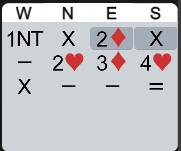 W N E S
1NT X 2♦ X
– 2♥ 3♦ 4♥
X – – =